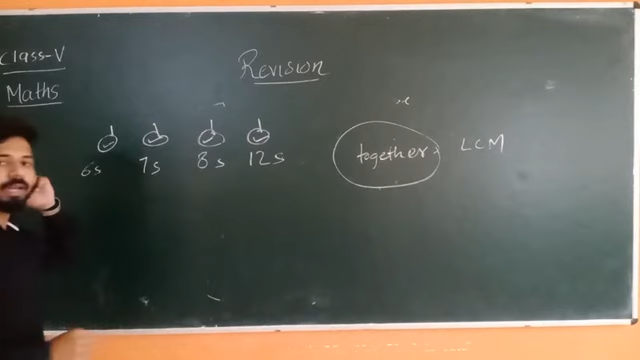 Class-V
Maths
Revision
6s 7s 8s 12s
together
LCM